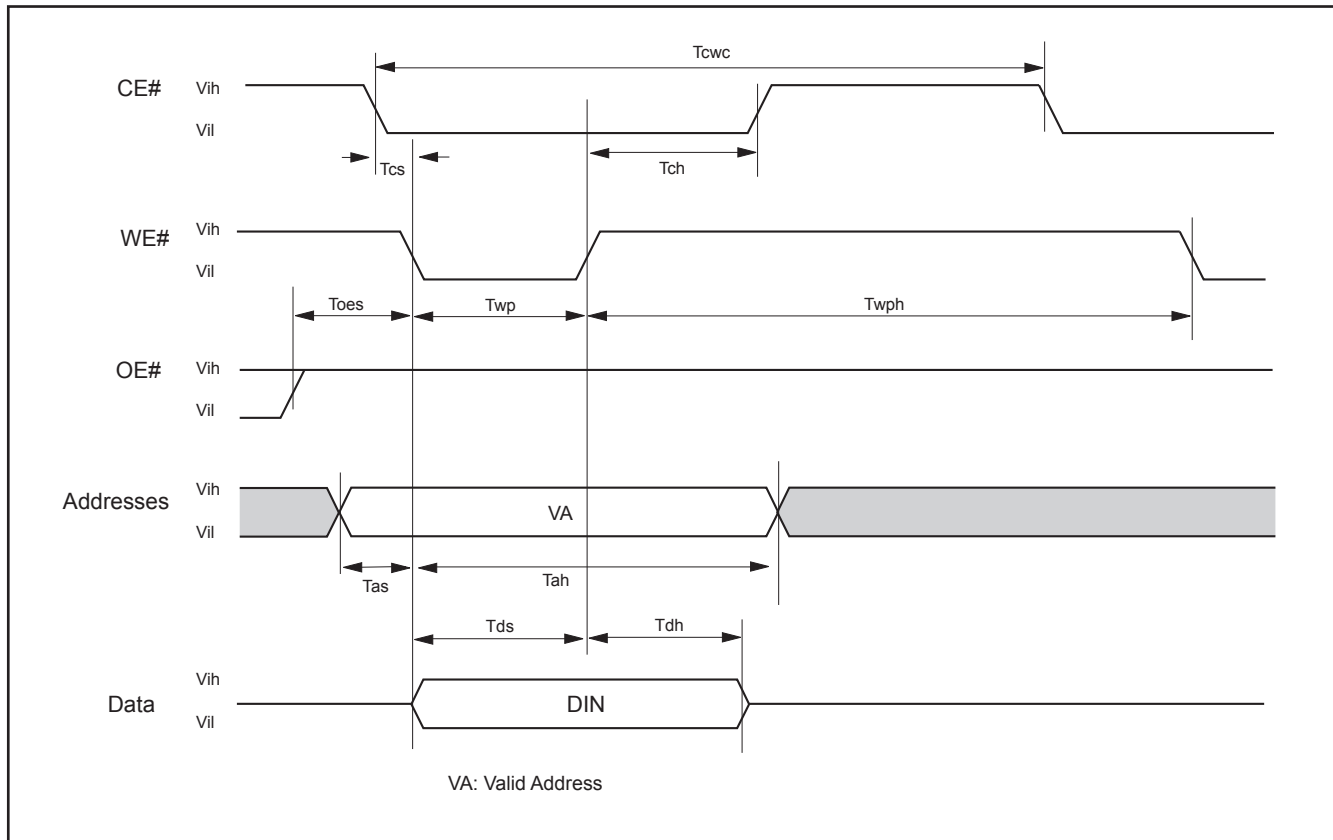 Tcwc
CE# Vih
Vil
Tcs Tch
WE# Vih
Vil
Toes Twp Twph
OE# Vih
Vil
Addresses Vih
VA
Vil
Tas Tah
Tds Tdh
Vih
Data DIN
Vil
VA: Valid Address